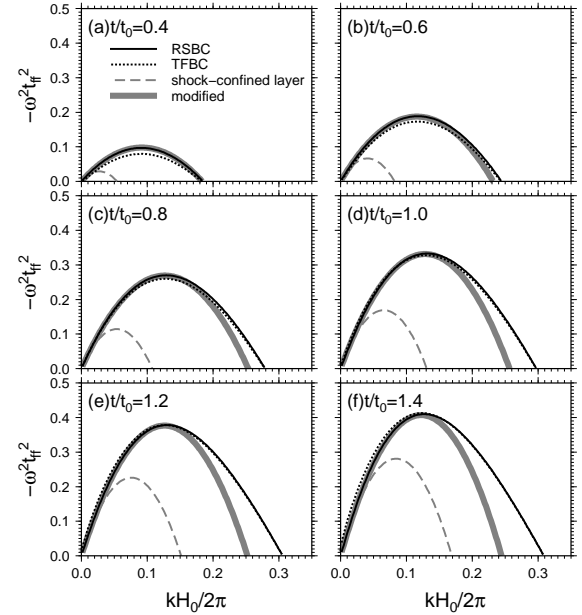 (a)t/t0=0.4
(b)t/t0=0.6
RSBC
TFBC
shock−confined layer
modified
−ω²tff²
0.5
0.4
0.3
0.2
0.1
0.0
(c)t/t0=0.8
(d)t/t0=1.0
−ω²tff²
0.4
0.3
0.2
0.1
0.0
(e)t/t0=1.2
(f)t/t0=1.4
−ω²tff²
0.5
0.4
0.3
0.2
0.1
0.0
0.0 0.1 0.2 0.3
0.0 0.1 0.2 0.3
kH0/2π
kH0/2π